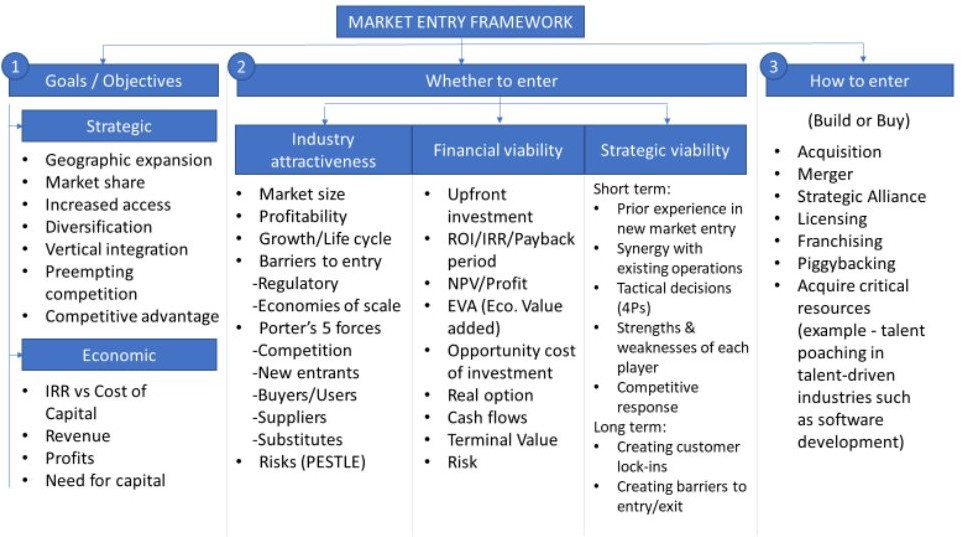 MARKET ENTRY FRAMEWORK
1
Goals / Objectives
Strategic
• Geographic expansion
• Market share
• Increased access
• Diversification
• Vertical integration
• Preempting
competition
• Competitive advantage
Economic
• IRR vs Cost of
Capital
• Revenue
• Profits
• Need for capital
2
Whether to enter
Industry
attractiveness
• Market size
• Profitability
• Growth/Life cycle
• Barriers to entry
-Regulatory
-Economies of scale
• Porter's 5 forces
-Competition
-New entrants
-Buyers/Users
-Suppliers
-Substitutes
• Risks (PESTLE)
Financial viability
• Upfront
investment
• ROI/IRR/Payback
period
• NPV/Profit
• EVA (Eco. Value
added)
• Opportunity cost
of investment
• Real option
• Cash flows
• Terminal Value
• Risk
Strategic viability
Short term:
• Prior experience in
new market entry
• Synergy with
existing operations
• Tactical decisions
(4Ps)
• Strengths &
weaknesses of each
player
• Competitive
response
Long term:
• Creating customer
lock-ins
• Creating barriers to
entry/exit
3
How to enter
(Build or Buy)
• Acquisition
• Merger
• Strategic Alliance
• Licensing
• Franchising
• Piggybacking
• Acquire critical
resources
(example - talent
poaching in
talent-driven
industries such
as software
development)